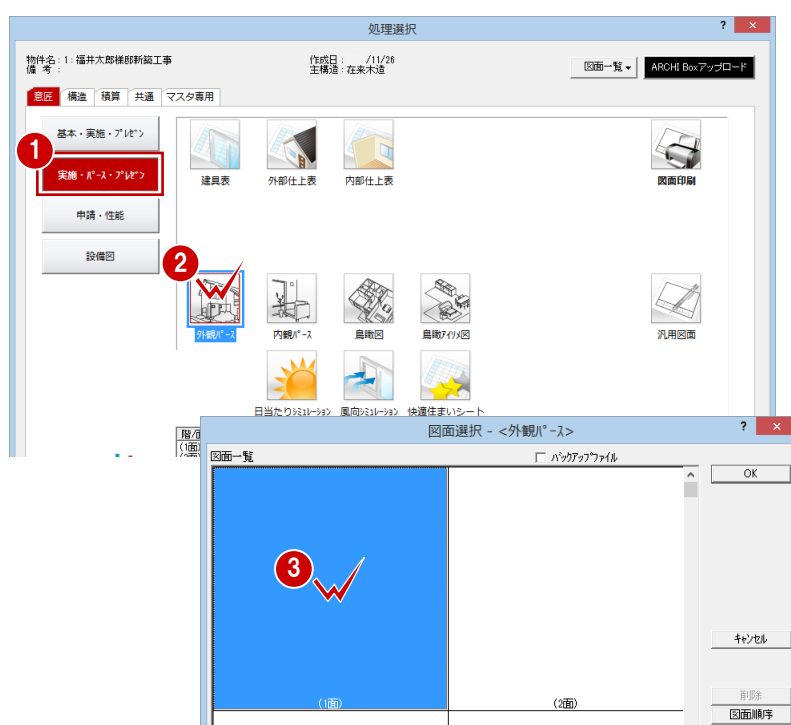 処理選択
? ×
物件名:1:福井太郎様邸新築工事
備 考 :
作成日: /11/26
主構造:在来木造
図面一覧
ARCHI Boxアップロード
意匠 構造 積算 共通 マスタ専用
1
基本・実施・ﾌﾟﾚｾﾞﾝ
実施・ﾊﾟｰｽ・ﾌﾟﾚｾﾞﾝ
申請・性能
設備図
建具表 外部仕上表 内部仕上表 図面印刷
2
外観ﾊﾟｰｽ 内観ﾊﾟｰｽ 鳥瞰図 鳥瞰ｱｲｿﾒ図 汎用図面
日当たりｼﾐｭﾚｰｼｮﾝ 風向ｼﾐｭﾚｰｼｮﾝ 快適住まいシート
階/面
(1面)
図面選択 - <外観ﾊﾟｰｽ>
? ×
図面一覧
ﾊﾞｯｸｱｯﾌﾟﾌｧｲﾙ
OK
3
キャンセル
削除
図面順序
(1面) (2面)